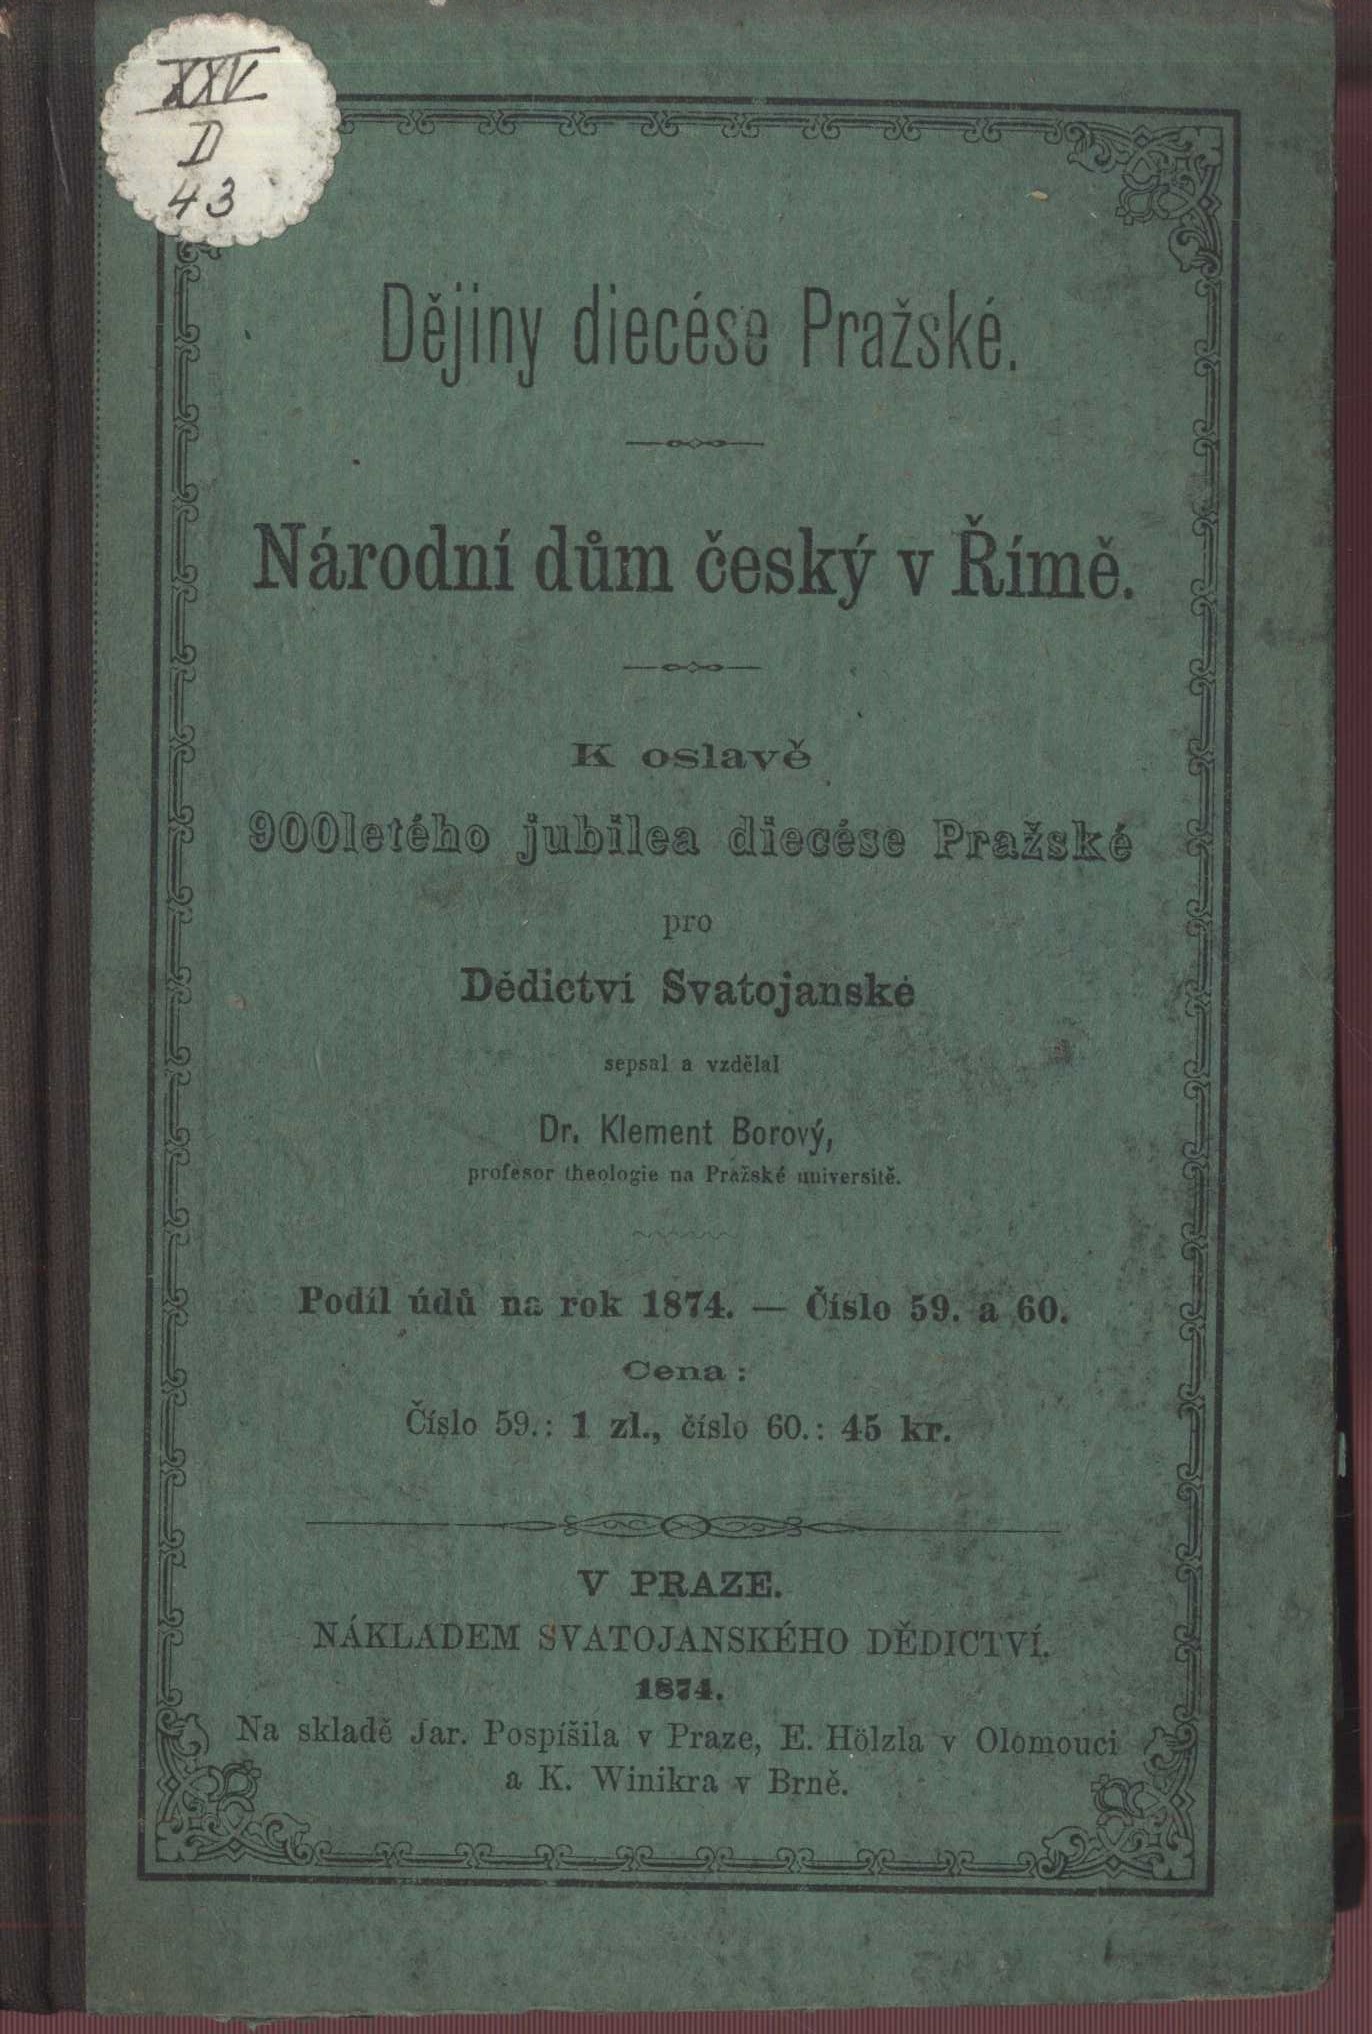 XXV
D
43
Dějiny diecése Pražské.
Národní dům český v Římě.
K oslavě
900letého jubilea diecése Pražské
pro
Dědictví Svatojanské
sepsal a vzdělal
Dr. Klement Borový,
profesor theologie na Pražské universitě.
Podíl údů na rok 1874. — Číslo 59. a 60.
Cena:
Číslo 59.: 1 zl., číslo 60.: 45 kr.
V PRAZE.
NÁKLADEM SVATOJANSKÉHO DĚDICTVÍ.
1874.
Na skladě Jar. Pospíšila v Praze, E. Hölzla v Olomouci
a K. Winikra v Brně.